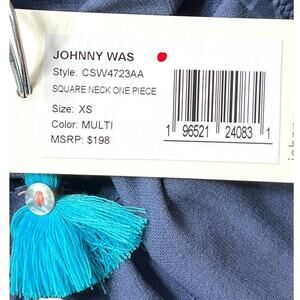 JOHNNY WAS
Style: CSW4723AA
SQUARE NECK ONE PIECE
Size: XS
Color: MULTI
MSRP: $198
1 96521 24083 1